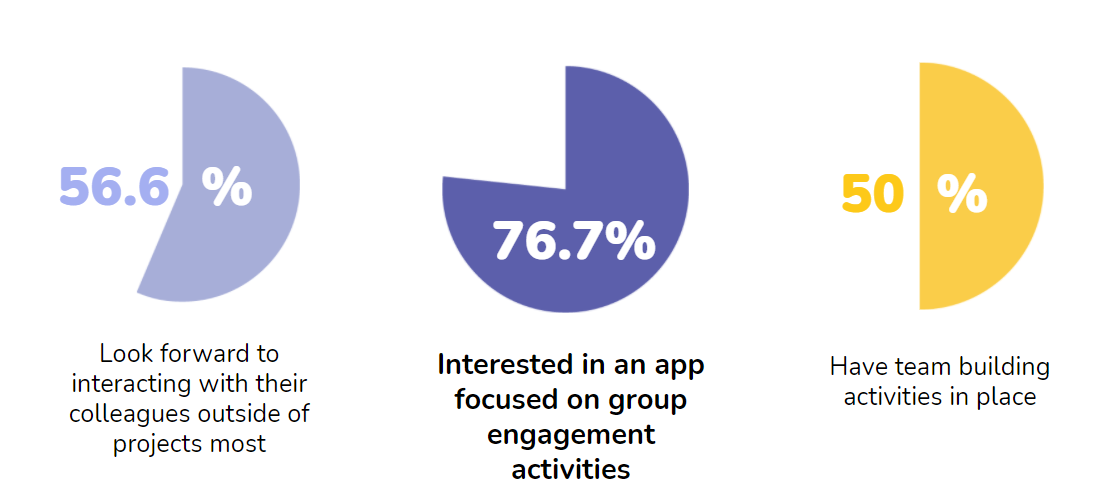 56.6 %
Look forward to
interacting with their
colleagues outside of
projects most
76.7%
Interested in an app
focused on group
engagement
activities
50 %
Have team building
activities in place